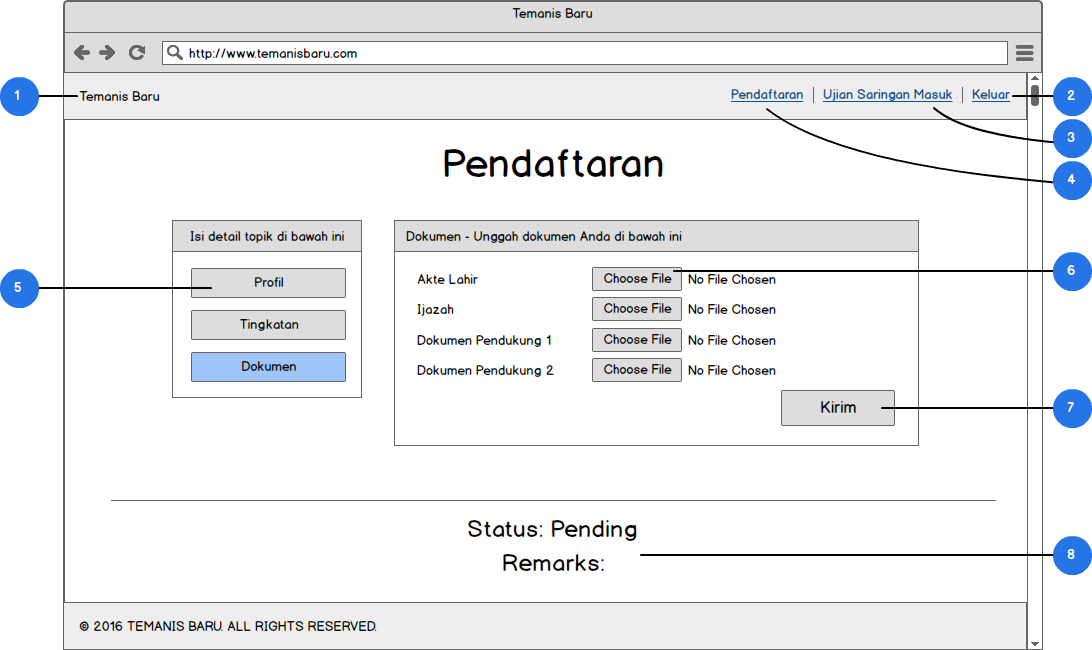 Temanis Baru
http://www.temanisbaru.com
1
Temanis Baru
Pendaftaran | Ujian Saringan Masuk | Keluar
2
3
4
Pendaftaran
Isi detail topik di bawah ini
Profil
Tingkatan
Dokumen
5
Dokumen - Unggah dokumen Anda di bawah ini
Akte Lahir Choose File No File Chosen
6
Ijazah Choose File No File Chosen
Dokumen Pendukung 1 Choose File No File Chosen
Dokumen Pendukung 2 Choose File No File Chosen
Kirim
7
Status: Pending
Remarks:
8
© 2016 TEMANIS BARU. ALL RIGHTS RESERVED.